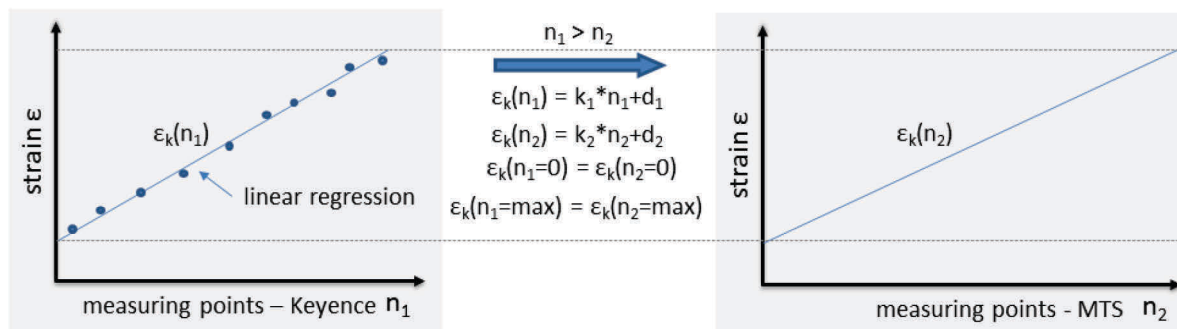 strain ε
εk(n1)
linear regression
measuring points – Keyence n1
n1 > n2
εk(n1) = k1*n1+d1
εk(n2) = k2*n2+d2
εk(n1=0) = εk(n2=0)
εk(n1=max) = εk(n2=max)
strain ε
εk(n2)
measuring points - MTS n2